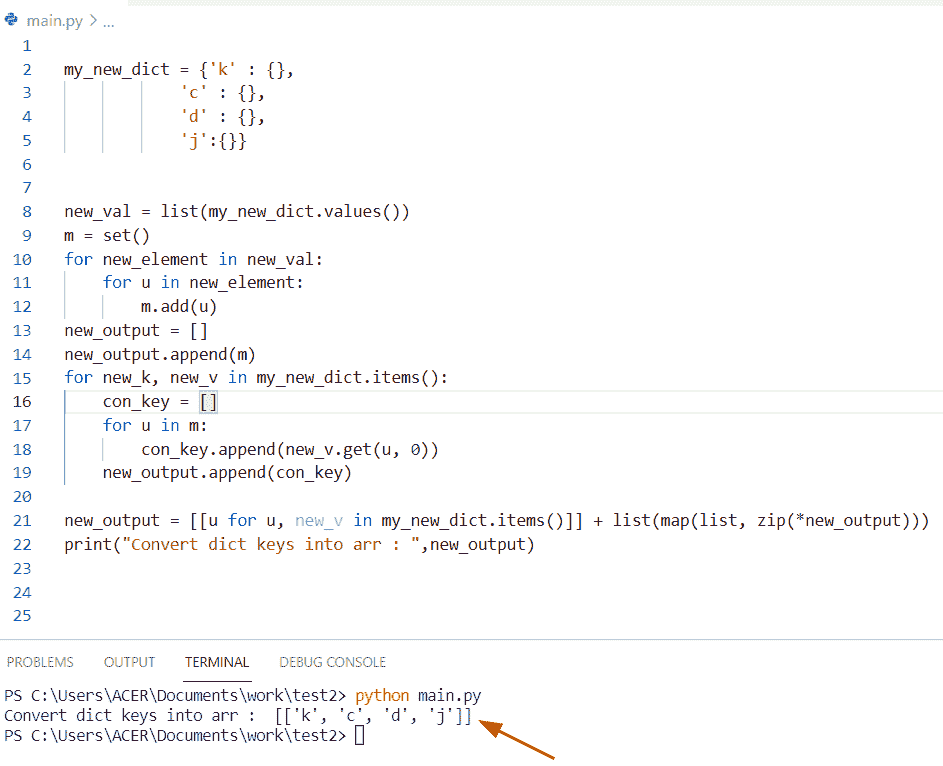 main.py > ...
1
2 my_new_dict = {'k' : {},
3 'c' : {},
4 'd' : {},
5 'j':{}}
6
7
8 new_val = list(my_new_dict.values())
9 m = set()
10 for new_element in new_val:
11 for u in new_element:
12 m.add(u)
13 new_output = []
14 new_output.append(m)
15 for new_k, new_v in my_new_dict.items():
16 con_key = []
17 for u in m:
18 con_key.append(new_v.get(u, 0))
19 new_output.append(con_key)
20
21 new_output = [[u for u, new_v in my_new_dict.items()]] + list(map(list, zip(*new_output)))
22 print("Convert dict keys into arr : ",new_output)
23
24
25
PROBLEMS OUTPUT TERMINAL DEBUG CONSOLE
PS C:\Users\ACER\Documents\work\test2> python main.py
Convert dict keys into arr :  [['k', 'c', 'd', 'j']]
PS C:\Users\ACER\Documents\work\test2>